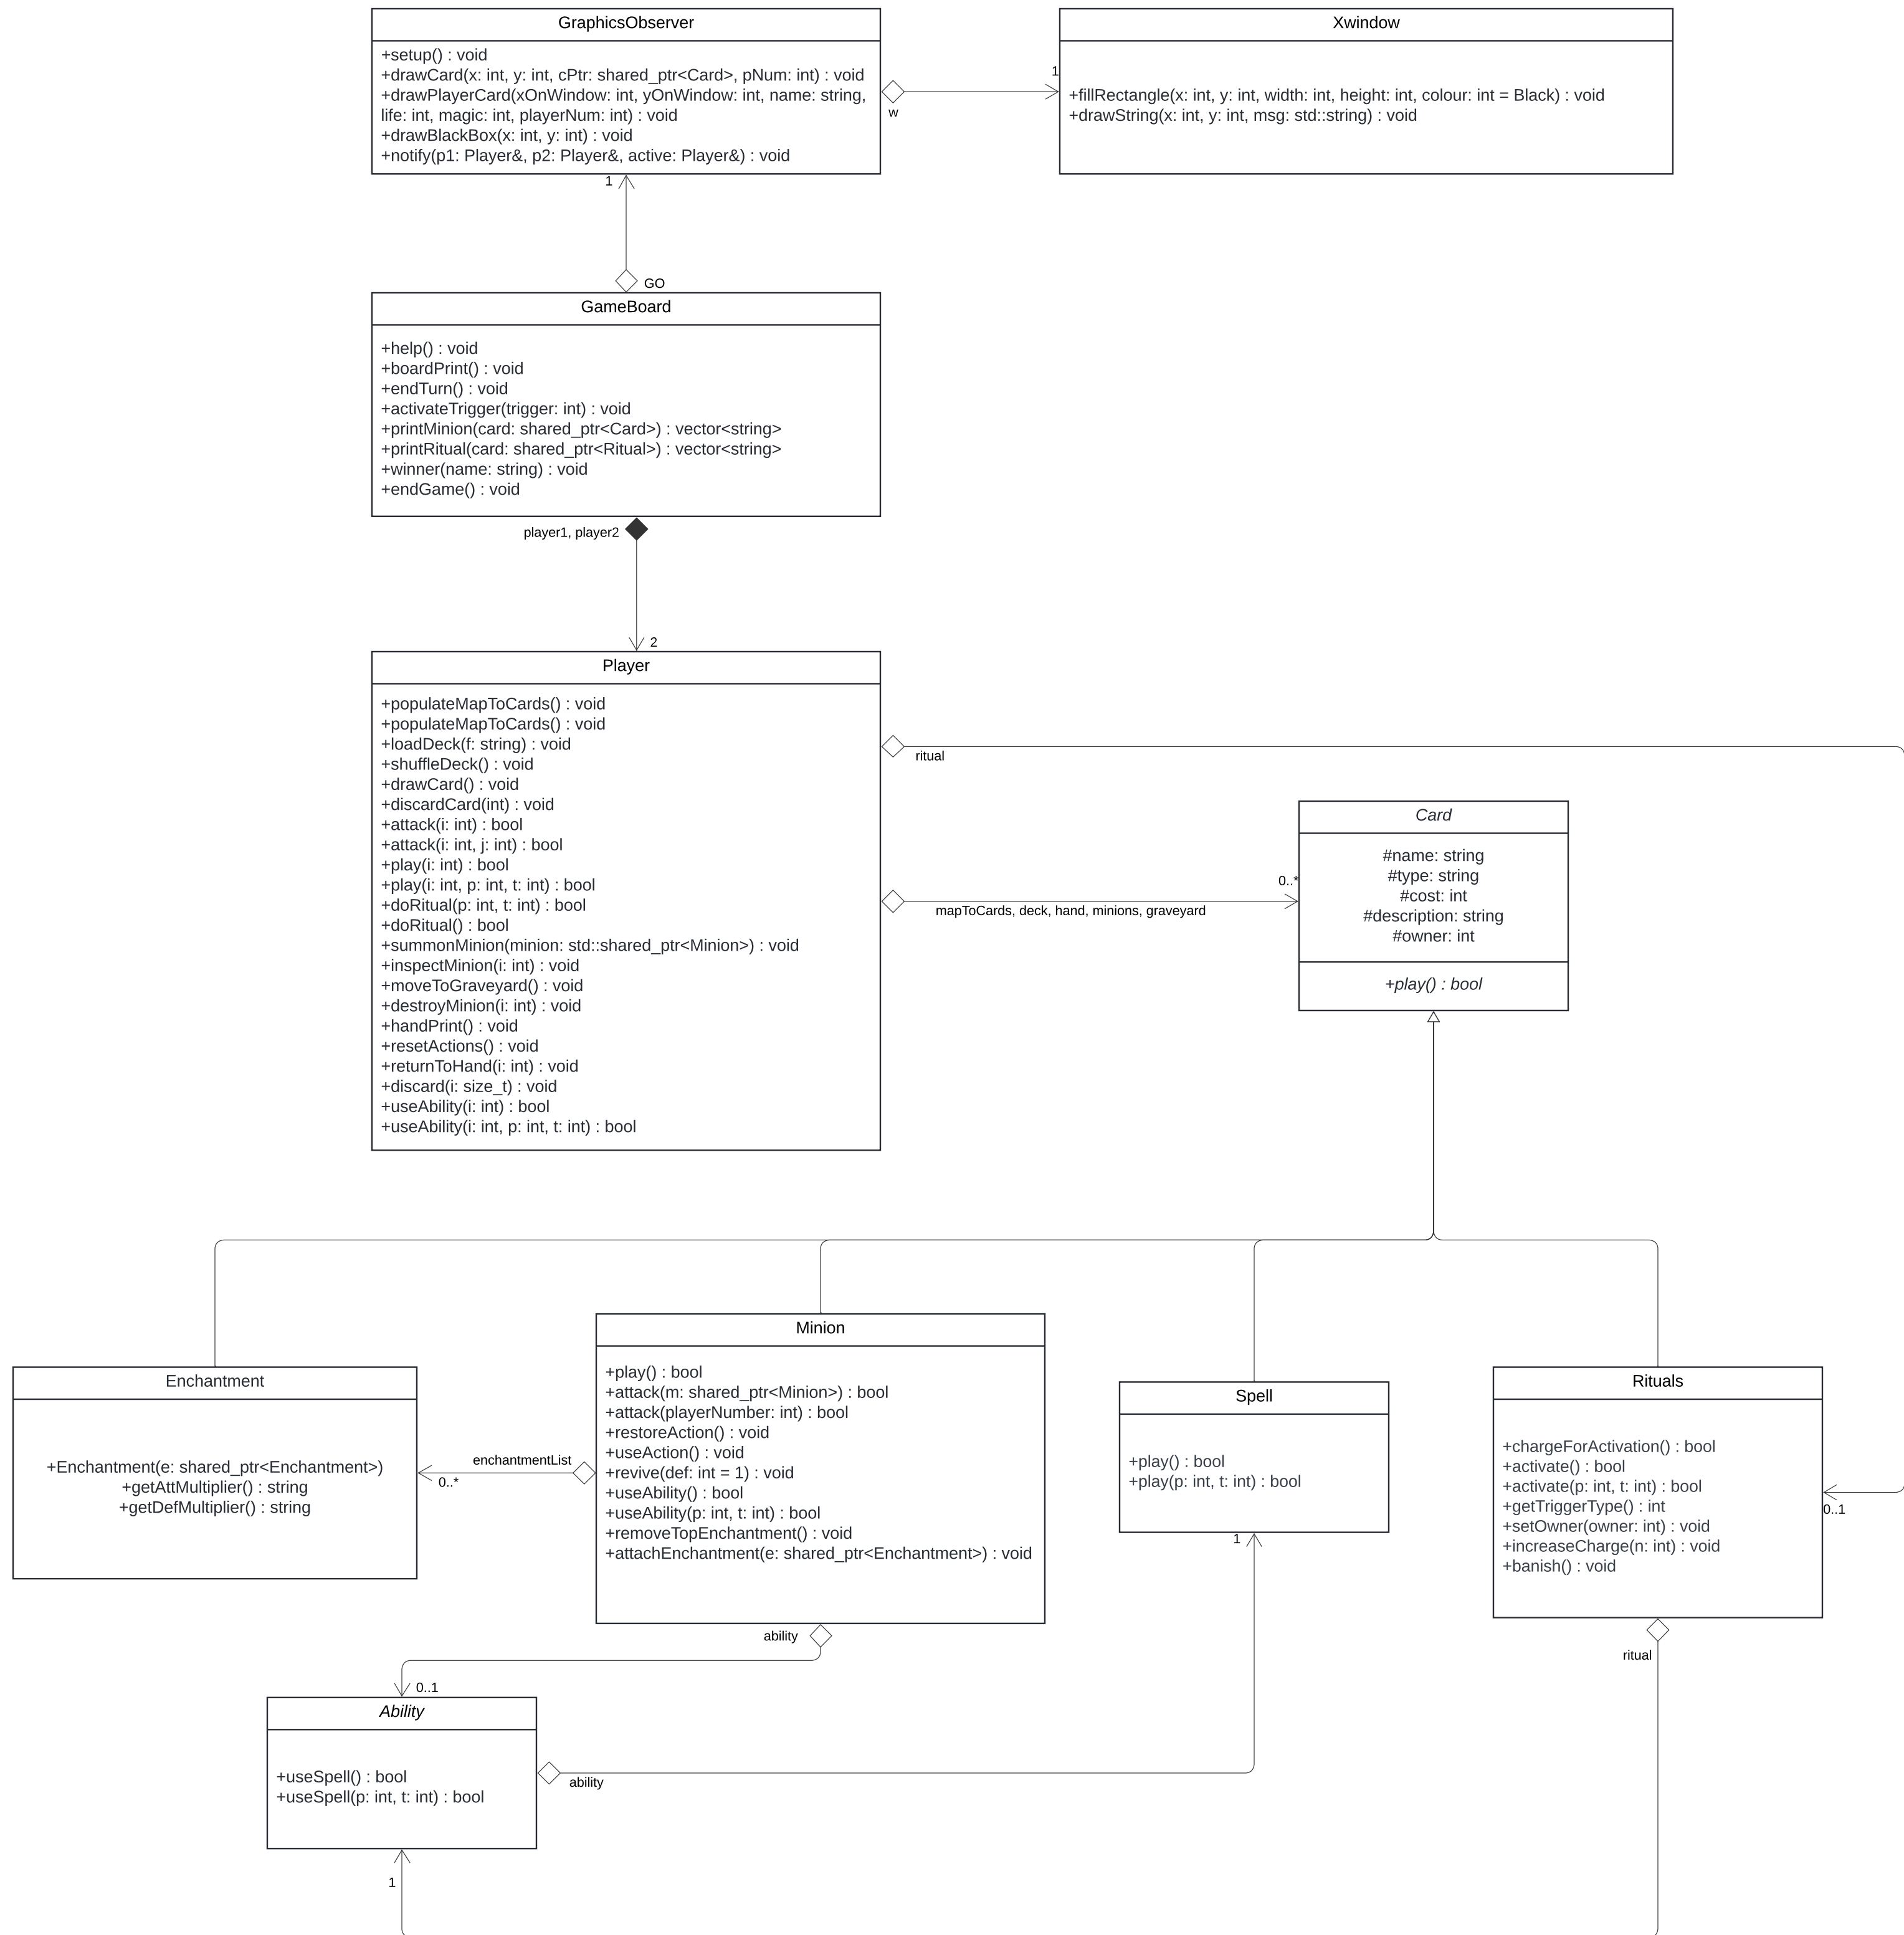 GraphicsObserver
+setup() : void
+drawCard(x: int, y: int, cPtr: shared_ptr<Card>, pNum: int) : void
+drawPlayerCard(xOnWindow: int, yOnWindow: int, name: string,
life: int, magic: int, playerNum: int) : void
+drawBlackBox(x: int, y: int) : void
+notify(p1: Player&, p2: Player&, active: Player&) : void
w
1
Xwindow
+fillRectangle(x: int, y: int, width: int, height: int, colour: int = Black) : void
+drawString(x: int, y: int, msg: std::string) : void
1
GO
GameBoard
+help() : void
+boardPrint() : void
+endTurn() : void
+activateTrigger(trigger: int) : void
+printMinion(card: shared_ptr<Card>) : vector<string>
+printRitual(card: shared_ptr<Ritual>) : vector<string>
+winner(name: string) : void
+endGame() : void
player1, player2
2
Player
+populateMapToCards() : void
+populateMapToCards() : void
+loadDeck(f: string) : void
+shuffleDeck() : void
+drawCard() : void
+discardCard(int) : void
+attack(i: int) : bool
+attack(i: int, j: int) : bool
+play(i: int) : bool
+play(i: int, p: int, t: int) : bool
+doRitual(p: int, t: int) : bool
+doRitual() : bool
+summonMinion(minion: std::shared_ptr<Minion>) : void
+inspectMinion(i: int) : void
+moveToGraveyard() : void
+destroyMinion(i: int) : void
+handPrint() : void
+resetActions() : void
+returnToHand(i: int) : void
+discard(i: size_t) : void
+useAbility(i: int) : bool
+useAbility(i: int, p: int, t: int) : bool
ritual
mapToCards, deck, hand, minions, graveyard
0..*
Card
#name: string
#type: string
#cost: int
#description: string
#owner: int
+play() : bool
Enchantment
+Enchantment(e: shared_ptr<Enchantment>)
+getAttMultiplier() : string
+getDefMultiplier() : string
enchantmentList
0..*
Minion
+play() : bool
+attack(m: shared_ptr<Minion>) : bool
+attack(playerNumber: int) : bool
+restoreAction() : void
+useAction() : void
+revive(def: int = 1) : void
+useAbility() : bool
+useAbility(p: int, t: int) : bool
+removeTopEnchantment() : void
+attachEnchantment(e: shared_ptr<Enchantment>) : void
Spell
+play() : bool
+play(p: int, t: int) : bool
1
Rituals
+chargeForActivation() : bool
+activate() : bool
+activate(p: int, t: int) : bool
+getTriggerType() : int
+setOwner(owner: int) : void
+increaseCharge(n: int) : void
+banish() : void
0..1
ritual
ability
0..1
Ability
+useSpell() : bool
+useSpell(p: int, t: int) : bool
ability
1